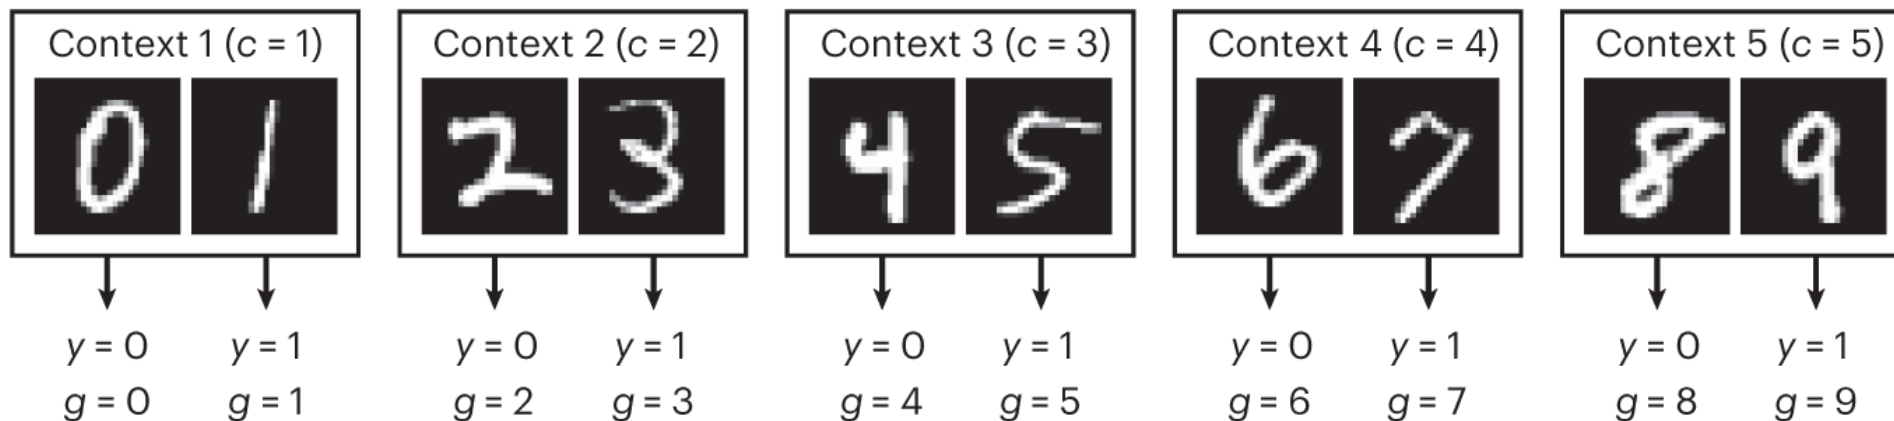 Context 1 (c = 1) Context 2 (c = 2) Context 3 (c = 3) Context 4 (c = 4) Context 5 (c = 5)
0 1 2 3 4 5 6 7 8 9
y = 0 y = 1 y = 0 y = 1 y = 0 y = 1 y = 0 y = 1 y = 0 y = 1
g = 0 g = 1 g = 2 g = 3 g = 4 g = 5 g = 6 g = 7 g = 8 g = 9